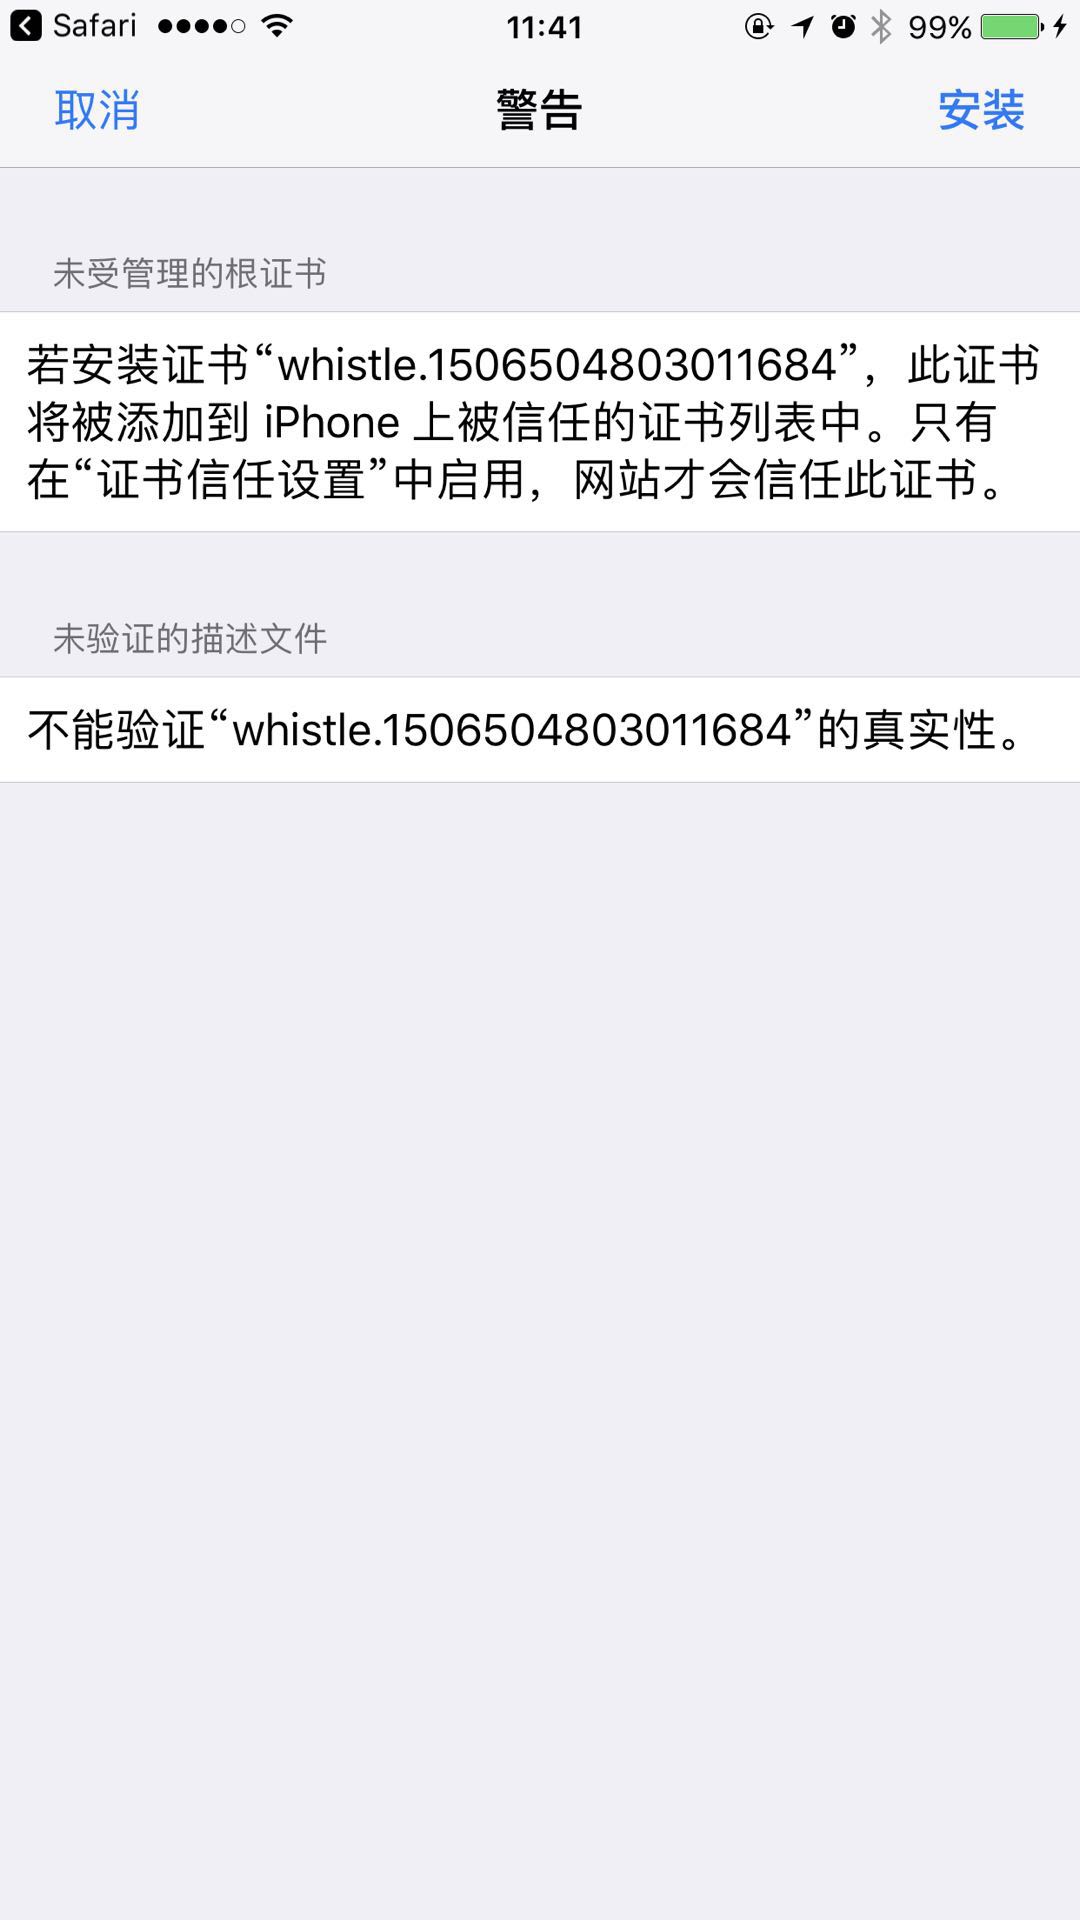 Safari 11:41 99%
取消 警告 安装
未受管理的根证书
若安装证书“whistle.1506504803011684”，此证书
将被添加到 iPhone 上被信任的证书列表中。只有
在“证书信任设置”中启用，网站才会信任此证书。
未验证的描述文件
不能验证“whistle.1506504803011684”的真实性。